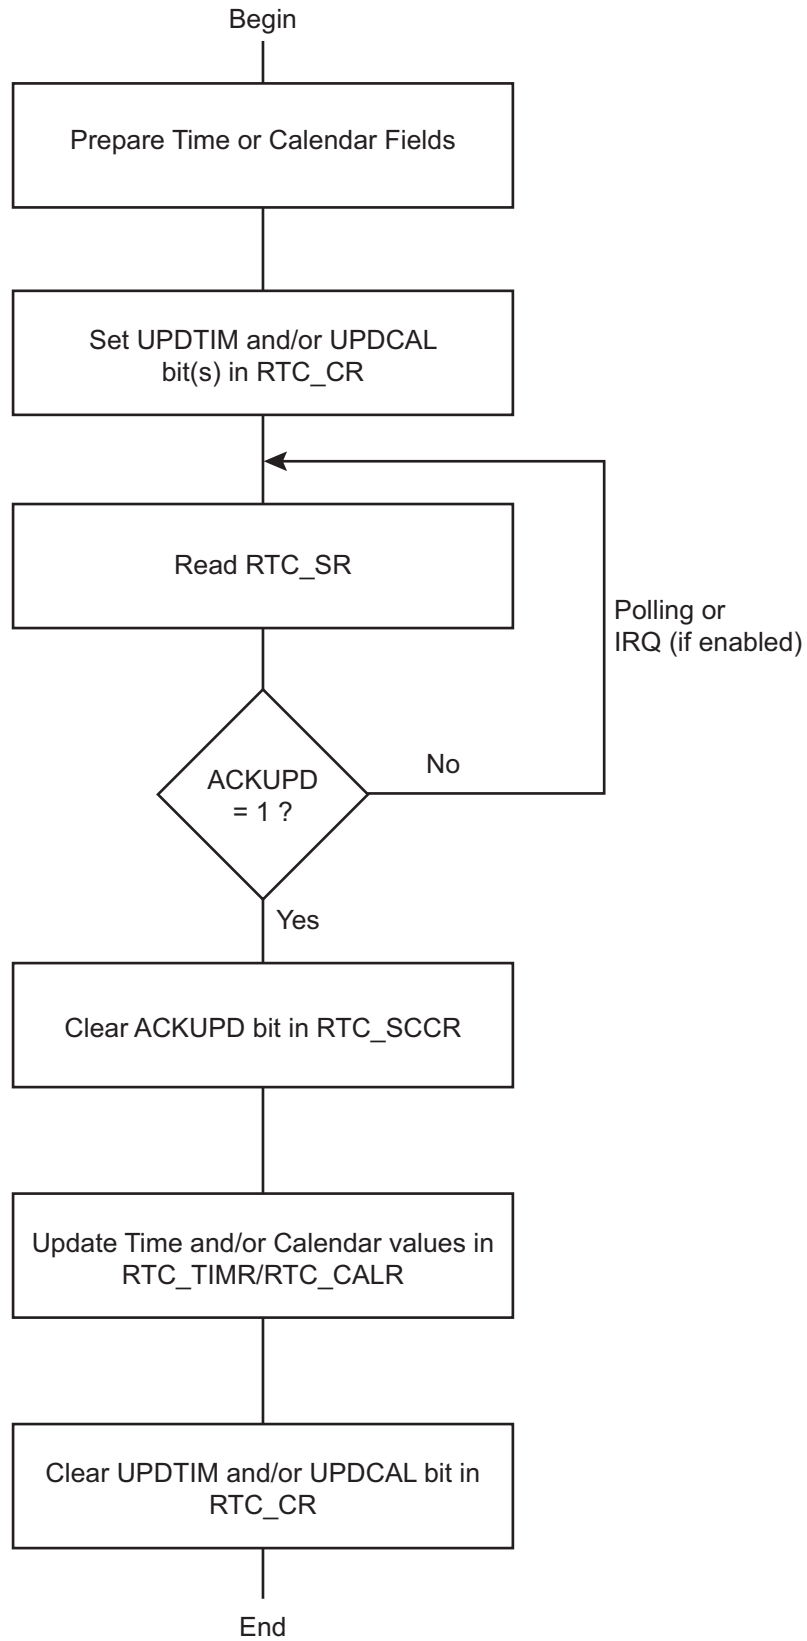 Begin
Prepare Time or Calendar Fields
Set UPDTIM and/or UPDCAL
bit(s) in RTC_CR
Read RTC_SR
Polling or
IRQ (if enabled)
ACKUPD
= 1 ?
No
Yes
Clear ACKUPD bit in RTC_SCCR
Update Time and/or Calendar values in
RTC_TIMR/RTC_CALR
Clear UPDTIM and/or UPDCAL bit in
RTC_CR
End